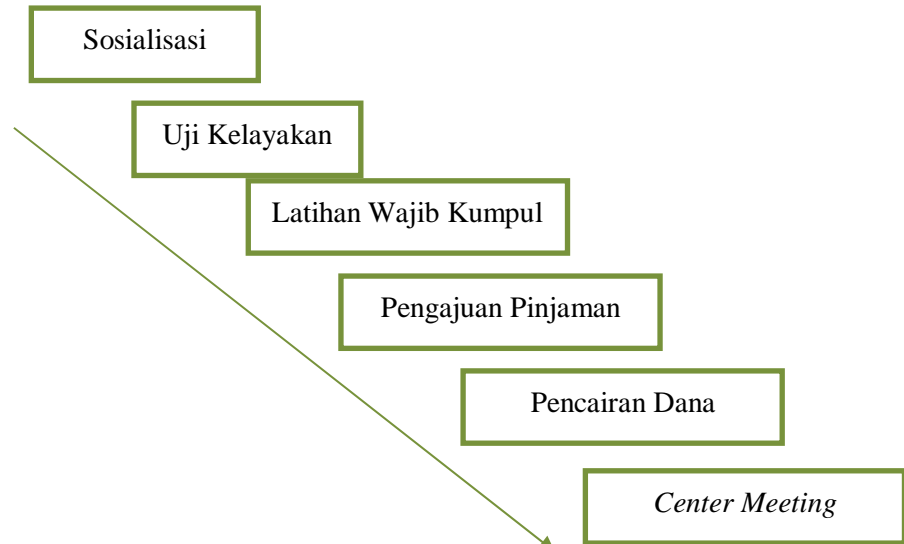 Sosialisasi
Uji Kelayakan
Latihan Wajib Kumpul
Pengajuan Pinjaman
Pencairan Dana
Center Meeting